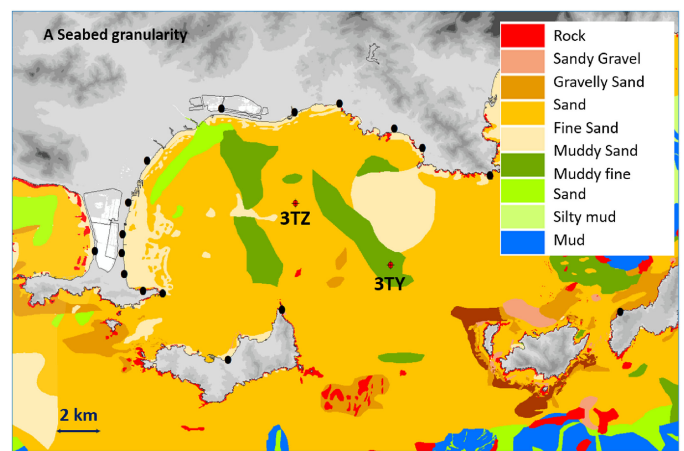 A Seabed granularity
Rock
Sandy Gravel
Gravelly Sand
Sand
Fine Sand
Muddy Sand
Muddy fine
Sand
Silty mud
Mud
3TZ
3TY
2 km